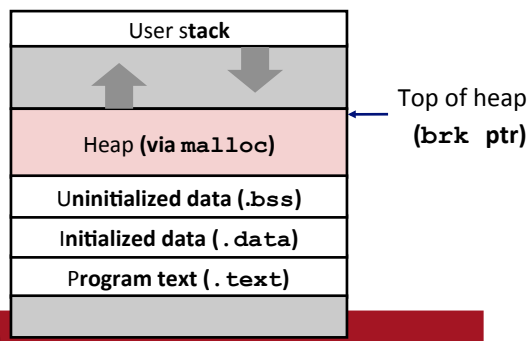 User stack
Top of heap
(brk ptr)
Heap (via malloc)
Uninitialized data (.bss)
Initialized data (.data)
Program text (.text)